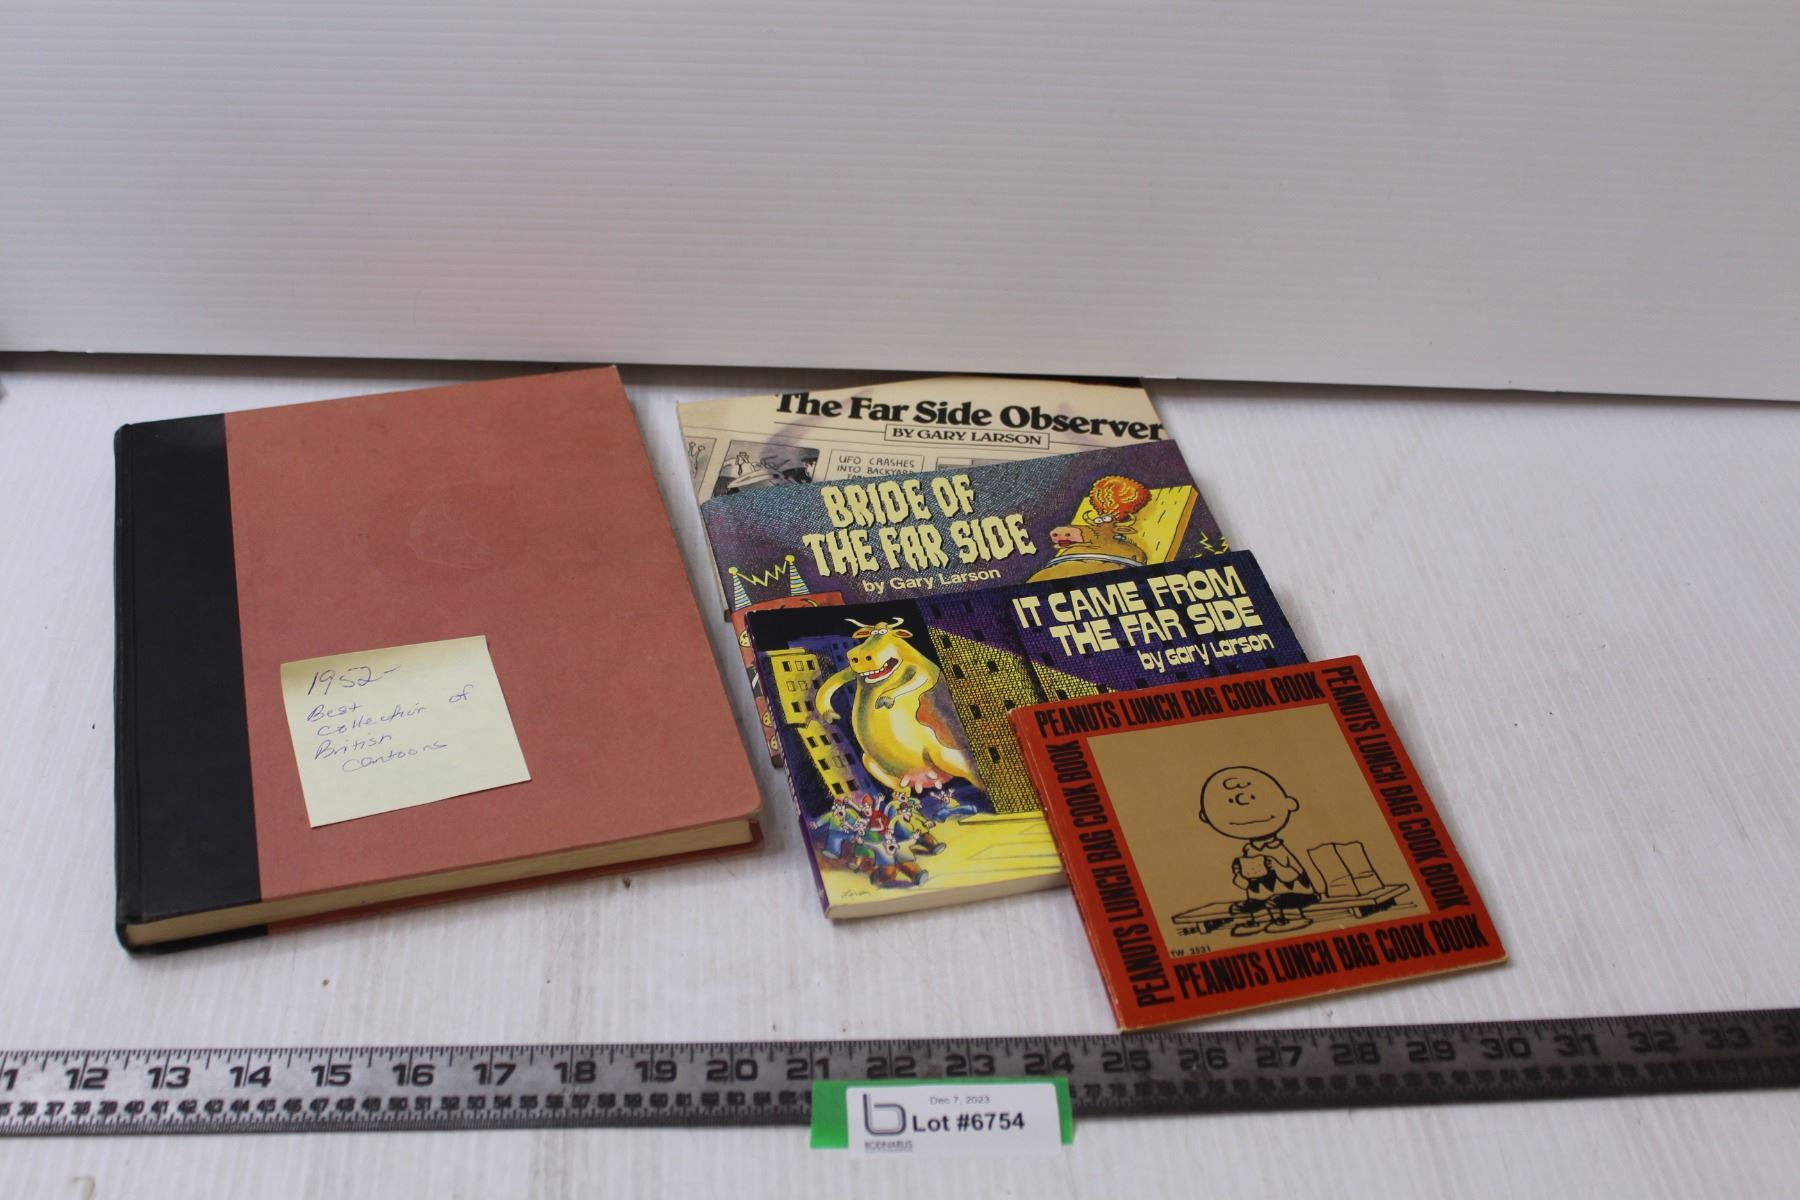 The Far Side Observer
BY GARY LARSON
UFO CRASHES
INTO BACKYARD
BRIDE OF
THE FAR SIDE
by Gary Larson
IT CAME FROM
THE FAR SIDE
by Gary Larson
Larson
1952-
Best
Collection of
British
Cartoons
PEANUTS LUNCH BAG COOK BOOK
PEANUTS LUNCH BAG COOK BOOK
PEANUTS LUNCH BAG COOK BOOK
PEANUTS LUNCH BAG COOK BOOK
TW 2531
12 13 14 15 16 17 18 19 20 21 22 23 24 25 26 27 28 29 30 31 32 33
Dec 7, 2023
Lot #6754
BODNARUS